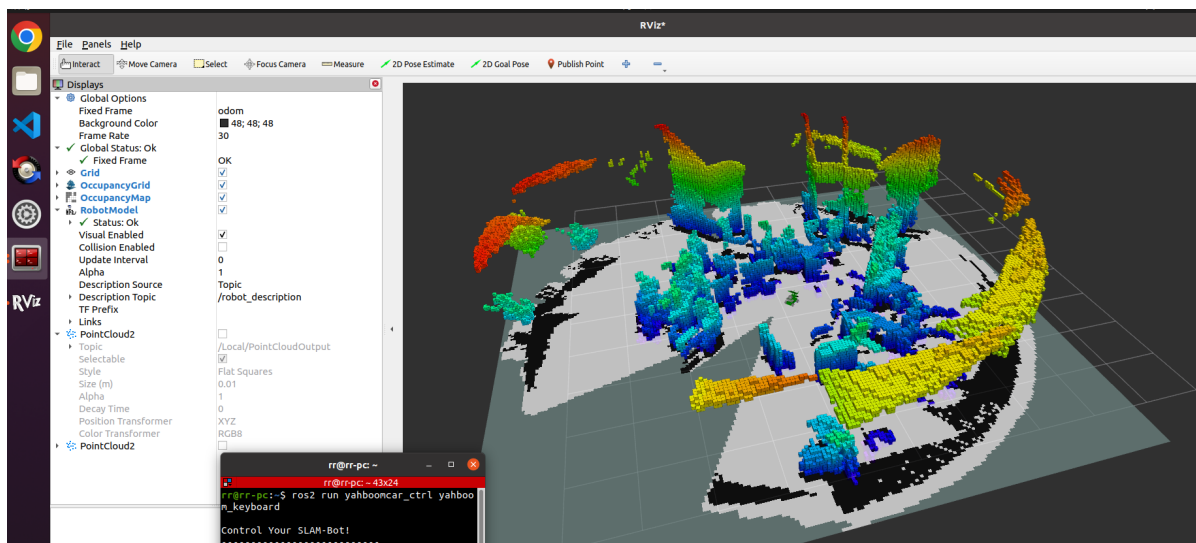 RViz*
File Panels Help
Interact Move Camera Select Focus Camera Measure 2D Pose Estimate 2D Goal Pose Publish Point
Displays
Global Options
Fixed Frame odom
Background Color 48; 48; 48
Frame Rate 30
Global Status: Ok
Fixed Frame OK
Grid
OccupancyGrid
OccupancyMap
RobotModel
Status: Ok
Visual Enabled
Collision Enabled
Update Interval 0
Alpha 1
Description Source Topic
Description Topic /robot_description
TF Prefix
Links
PointCloud2
Topic /Local/PointCloudOutput
Selectable
Style Flat Squares
Size (m) 0.01
Alpha 1
Decay Time 0
Position Transformer XYZ
Color Transformer RGB8
PointCloud2
RViz
rr@rr-pc: ~
rr@rr-pc: ~ 43x24
rr@rr-pc:~$ ros2 run yahboomcar_ctrl yahboo
m_keyboard
Control Your SLAM-Bot!
---------------------------